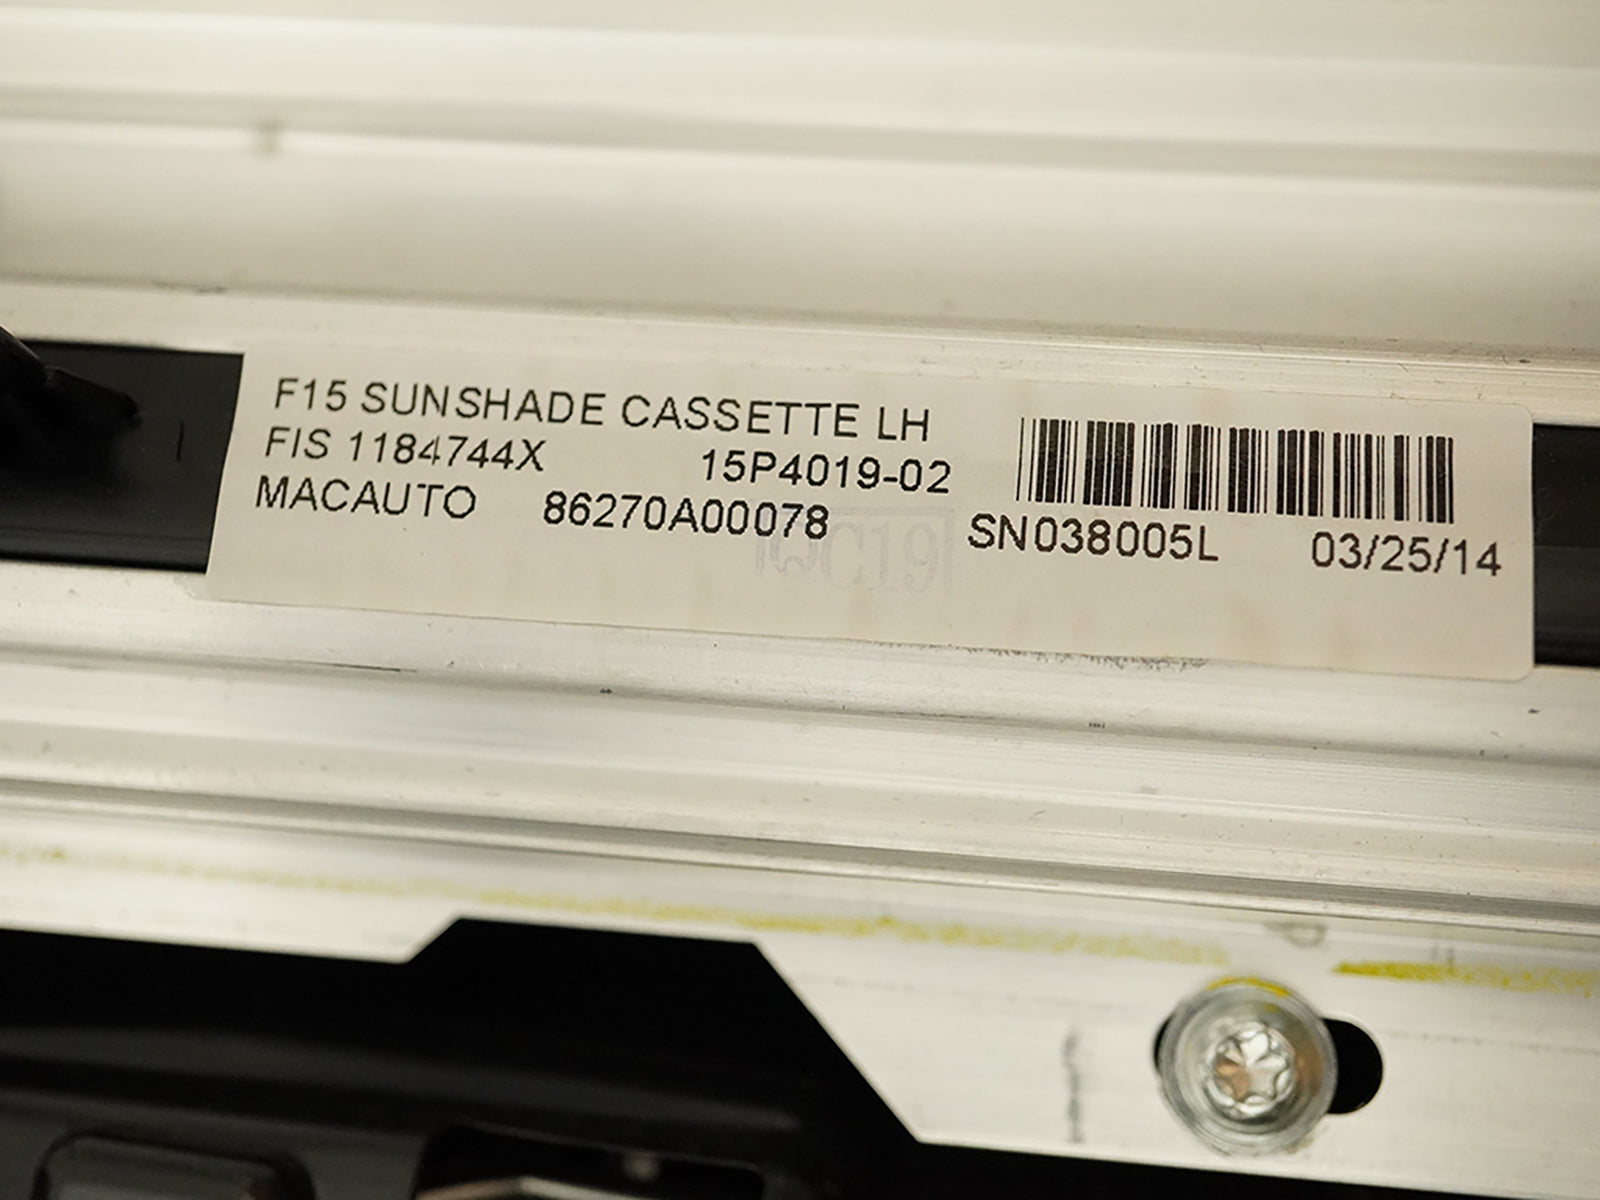 F15 SUNSHADE CASSETTE LH
FIS 1184744X 15P4019-02
MACAUTO 86270A00078 SN038005L 03/25/14